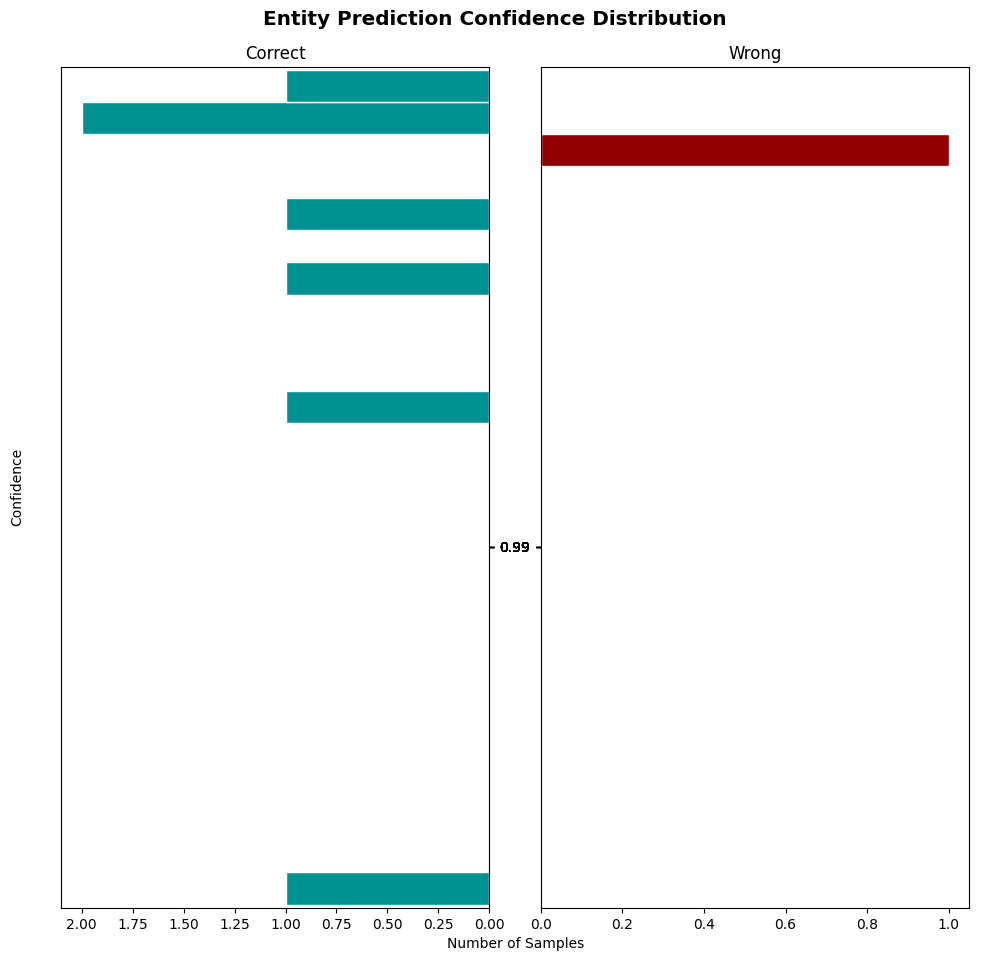 Entity Prediction Confidence Distribution
Correct
Wrong
Confidence
0.99
2.00 1.75 1.50 1.25 1.00 0.75 0.50 0.25 0.00
0.0 0.2 0.4 0.6 0.8 1.0
Number of Samples